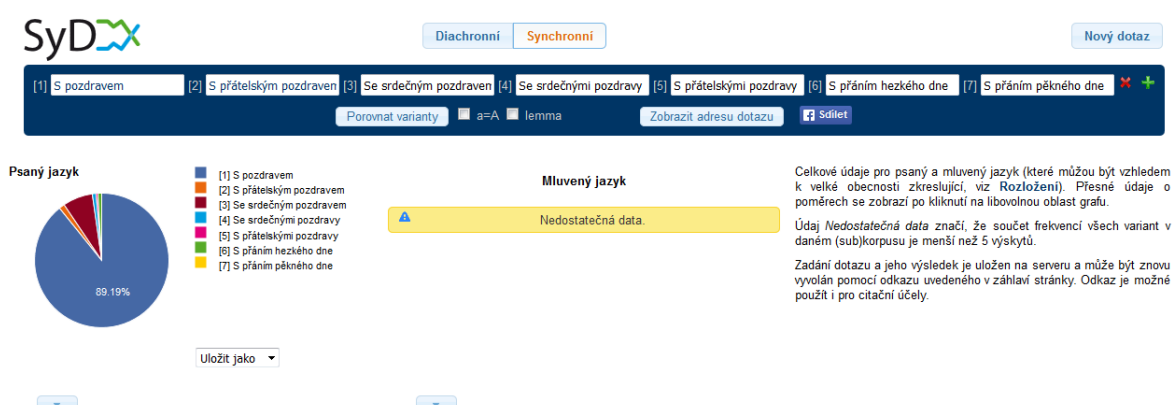 SyD
Diachronní Synchronní
Nový dotaz
[1] S pozdravem [2] S přátelským pozdraven [3] Se srdečným pozdraven [4] Se srdečnými pozdravy [5] S přátelskými pozdravy [6] S přáním hezkého dne [7] S přáním pěkného dne
Porovnat varianty a=A lemma Zobrazit adresu dotazu Sdílet
Psaný jazyk
89.19%
[1] S pozdravem
[2] S přátelským pozdravem
[3] Se srdečným pozdravem
[4] Se srdečnými pozdravy
[5] S přátelskými pozdravy
[6] S přáním hezkého dne
[7] S přáním pěkného dne
Uložit jako
Mluvený jazyk
Nedostatečná data.
Celkové údaje pro psaný a mluvený jazyk (které můžou být vzhledem
k velké obecnosti zkreslující, viz Rozložení). Přesné údaje o
poměrech se zobrazí po kliknutí na libovolnou oblast grafu.
Údaj Nedostatečná data značí, že součet frekvencí všech variant v
daném (sub)korpusu je menší než 5 výskytů.
Zadání dotazu a jeho výsledek je uložen na serveru a může být znovu
vyvolán pomocí odkazu uvedeného v záhlaví stránky. Odkaz je možné
použít i pro citační účely.